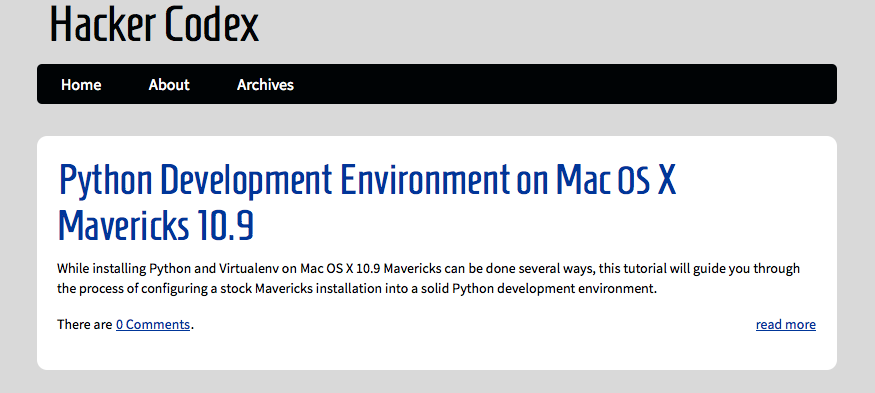 Hacker Codex
Home About Archives
Python Development Environment on Mac OS X
Mavericks 10.9
While installing Python and Virtualenv on Mac OS X 10.9 Mavericks can be done several ways, this tutorial will guide you through
the process of configuring a stock Mavericks installation into a solid Python development environment.
There are 0 Comments. read more